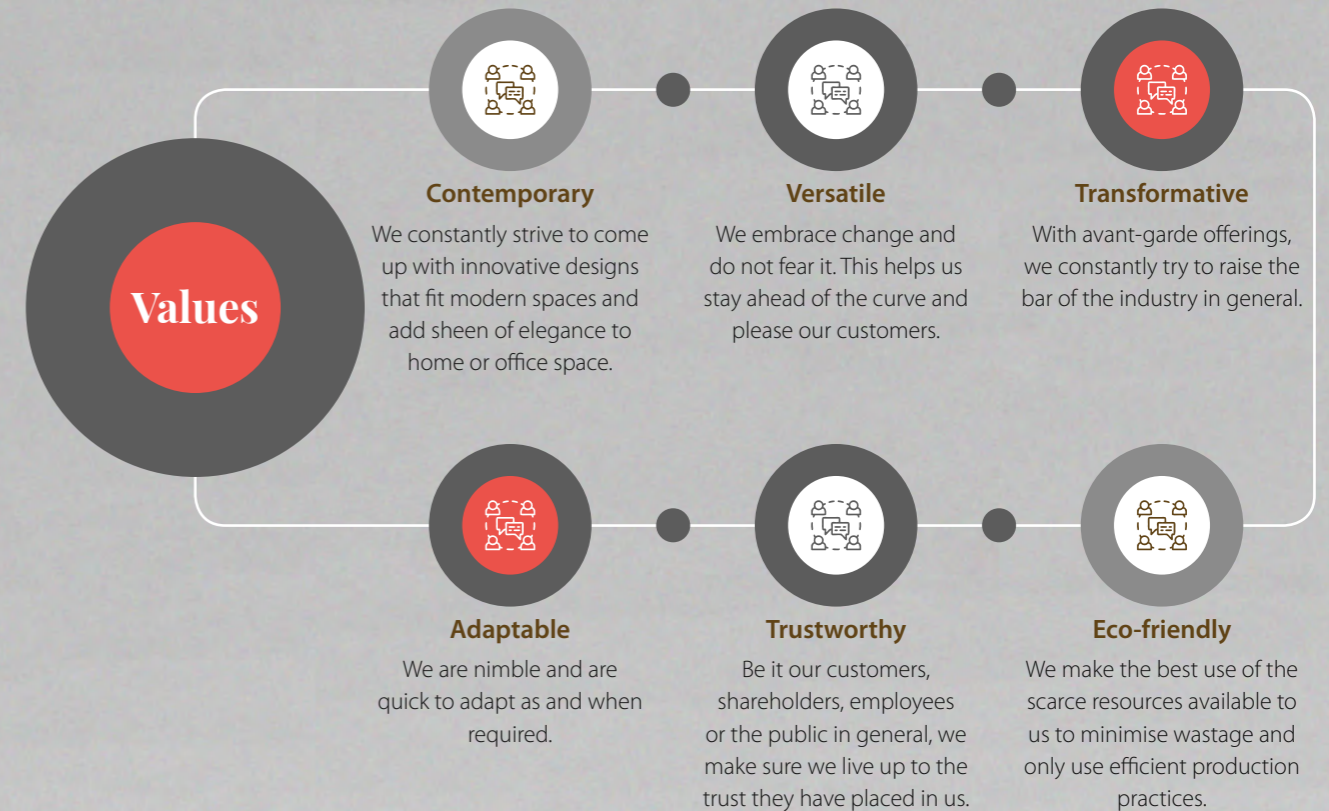 Values
Contemporary
We constantly strive to come
up with innovative designs
that fit modern spaces and
add sheen of elegance to
home or office space.
Versatile
We embrace change and
do not fear it. This helps us
stay ahead of the curve and
please our customers.
Transformative
With avant-garde offerings,
we constantly try to raise the
bar of the industry in general.
Adaptable
We are nimble and are
quick to adapt as and when
required.
Trustworthy
Be it our customers,
shareholders, employees
or the public in general, we
make sure we live up to the
trust they have placed in us.
Eco-friendly
We make the best use of the
scarce resources available to
us to minimise wastage and
only use efficient production
practices.